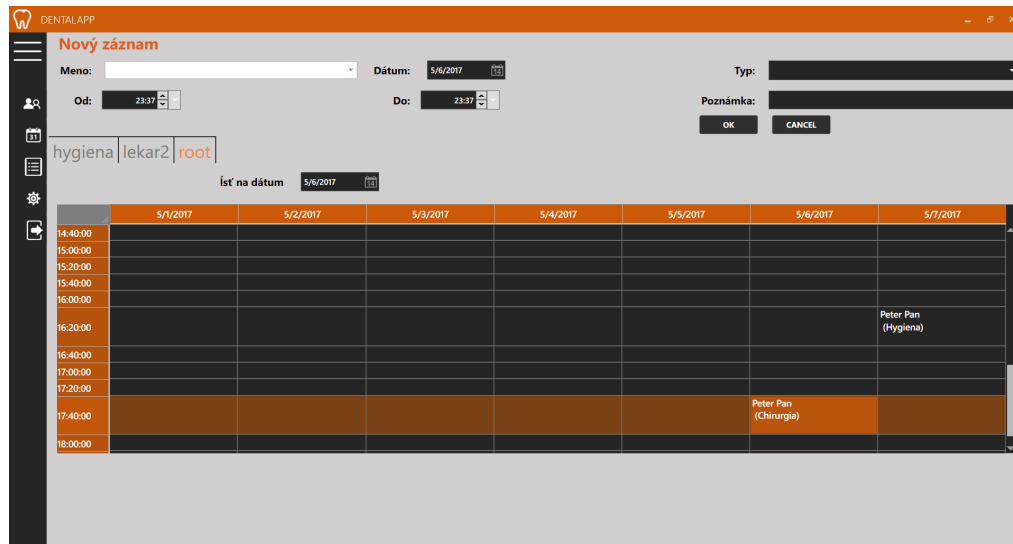 DENTALAPP
Nový záznam
Meno: Dátum: 5/6/2017 14 Typ:
Od: 23:37 Do: 23:37 Poznámka:
OK CANCEL
31
hygiena lekar2 root
Ísť na dátum 5/6/2017 14
5/1/2017 5/2/2017 5/3/2017 5/4/2017 5/5/2017 5/6/2017 5/7/2017
14:40:00
15:00:00
15:20:00
15:40:00
16:00:00
Peter Pan
16:20:00 (Hygiena)
16:40:00
17:00:00
17:20:00
Peter Pan
17:40:00 (Chirurgia)
18:00:00